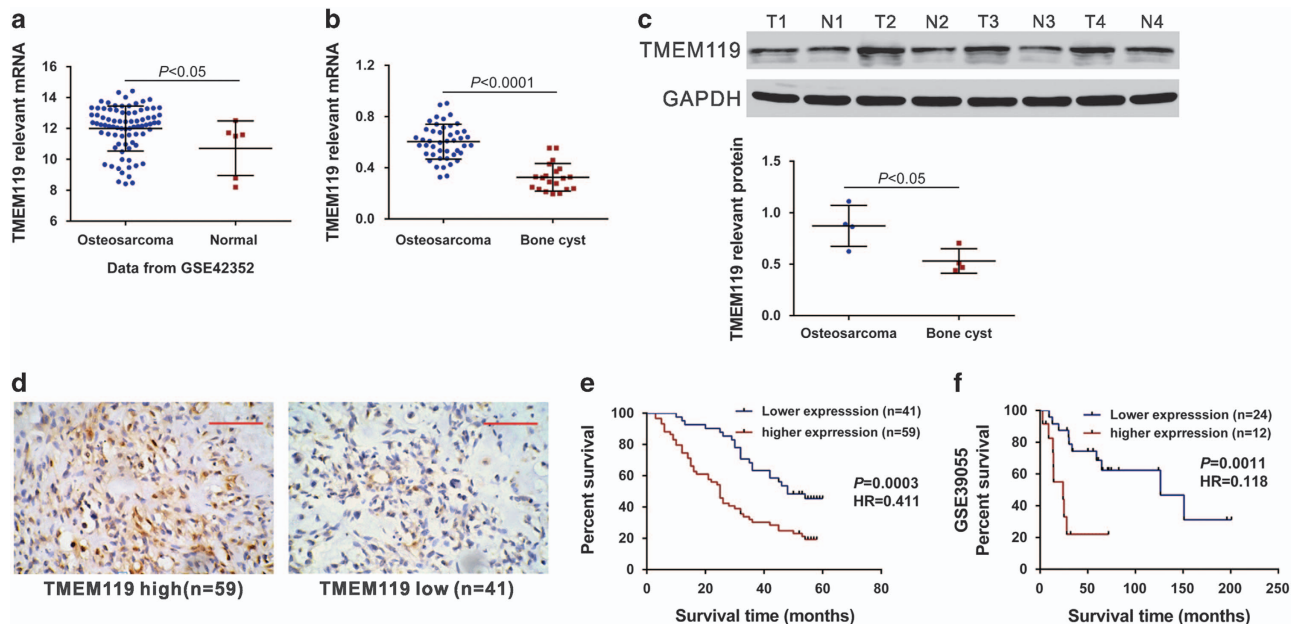 a
TMEM119 relevant mRNA
16
14
12
10
8
6
P<0.05
Osteosarcoma Normal
Data from GSE42352
b
TMEM119 relevant mRNA
1.2
0.8
0.4
0.0
P<0.0001
Osteosarcoma Bone cyst
c
T1 N1 T2 N2 T3 N3 T4 N4
TMEM119
GAPDH
TMEM119 relevant protein
1.5
1.0
0.5
0.0
P<0.05
Osteosarcoma Bone cyst
d
TMEM119 high(n=59)
TMEM119 low (n=41)
e
Percent survival
100
80
60
40
20
0
Lower expresssion (n=41)
higher exprression (n=59)
P=0.0003
HR=0.411
0 20 40 60 80
Survival time (months)
f
GSE39055
Percent survival
100
80
60
40
20
0
Lower expresssion (n=24)
higher exprression (n=12)
P=0.0011
HR=0.118
0 50 100 150 200 250
Survival time (months)